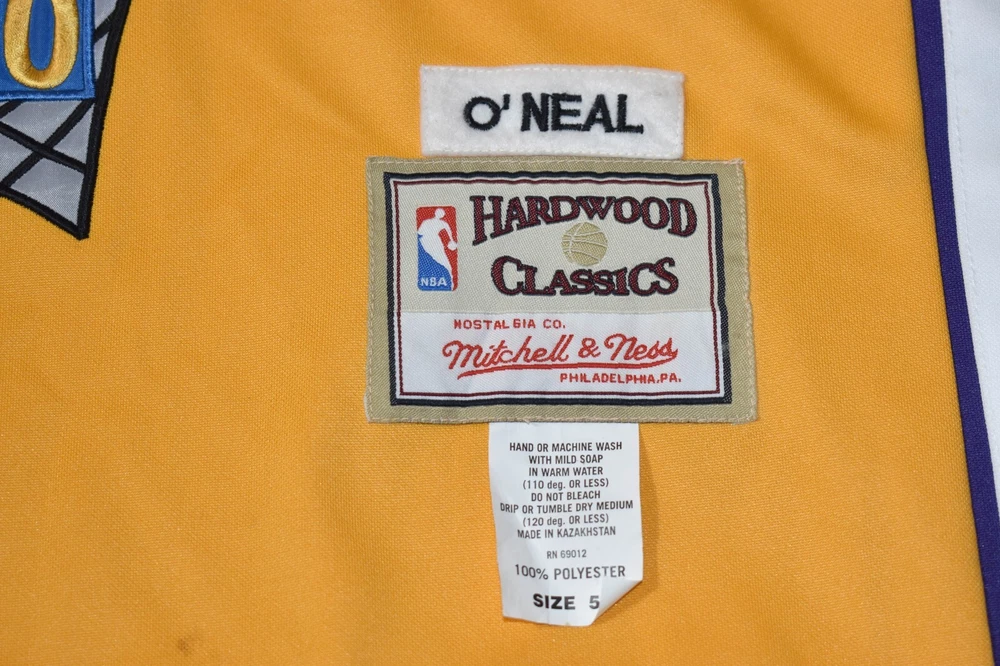 0
O' NEAL
HARDWOOD
CLASSICS
NBA
NOSTALGIA CO.
Mitchell & Ness
PHILADELPHIA, PA.
HAND OR MACHINE WASH
WITH MILD SOAP
IN WARM WATER
(110 deg. OR LESS)
DO NOT BLEACH
DRIP OR TUMBLE DRY MEDIUM
(120 deg. OR LESS)
MADE IN KAZAKHSTAN
RN 69012
100% POLYESTER
SIZE 5